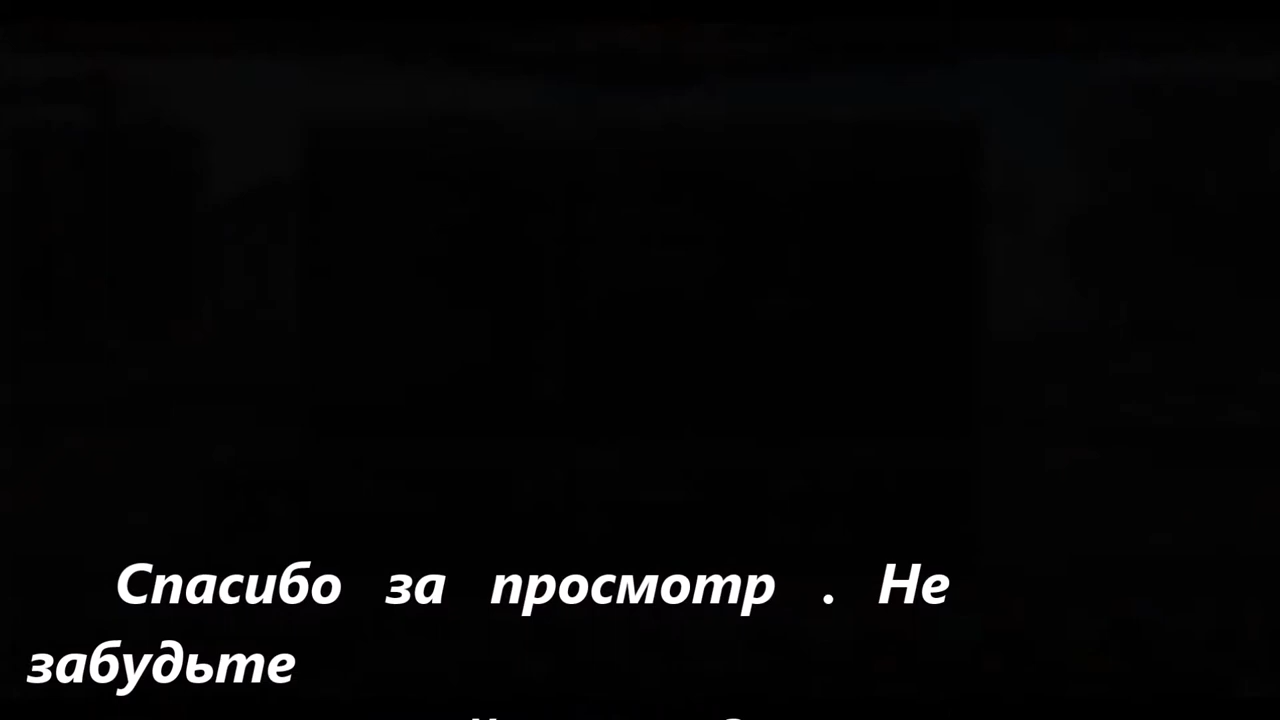 Спасибо за просмотр . Не
забудьте